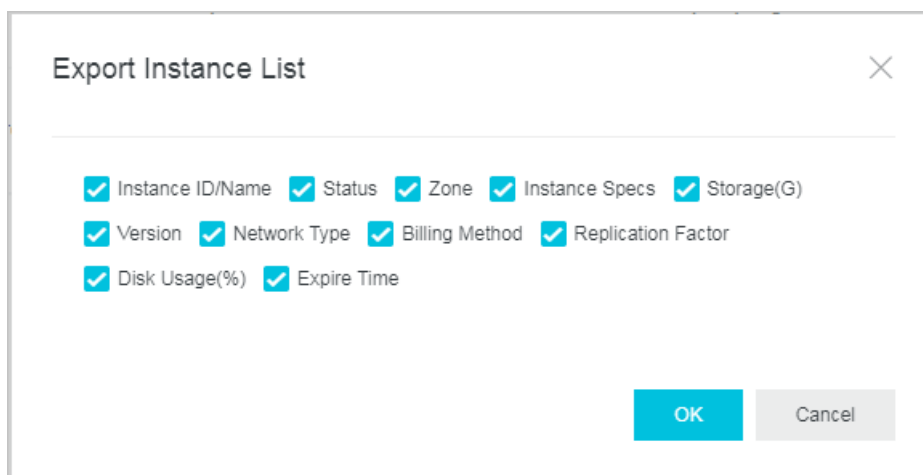 Export Instance List
Instance ID/Name Status Zone Instance Specs Storage(G)
Version Network Type Billing Method Replication Factor
Disk Usage(%) Expire Time
OK Cancel